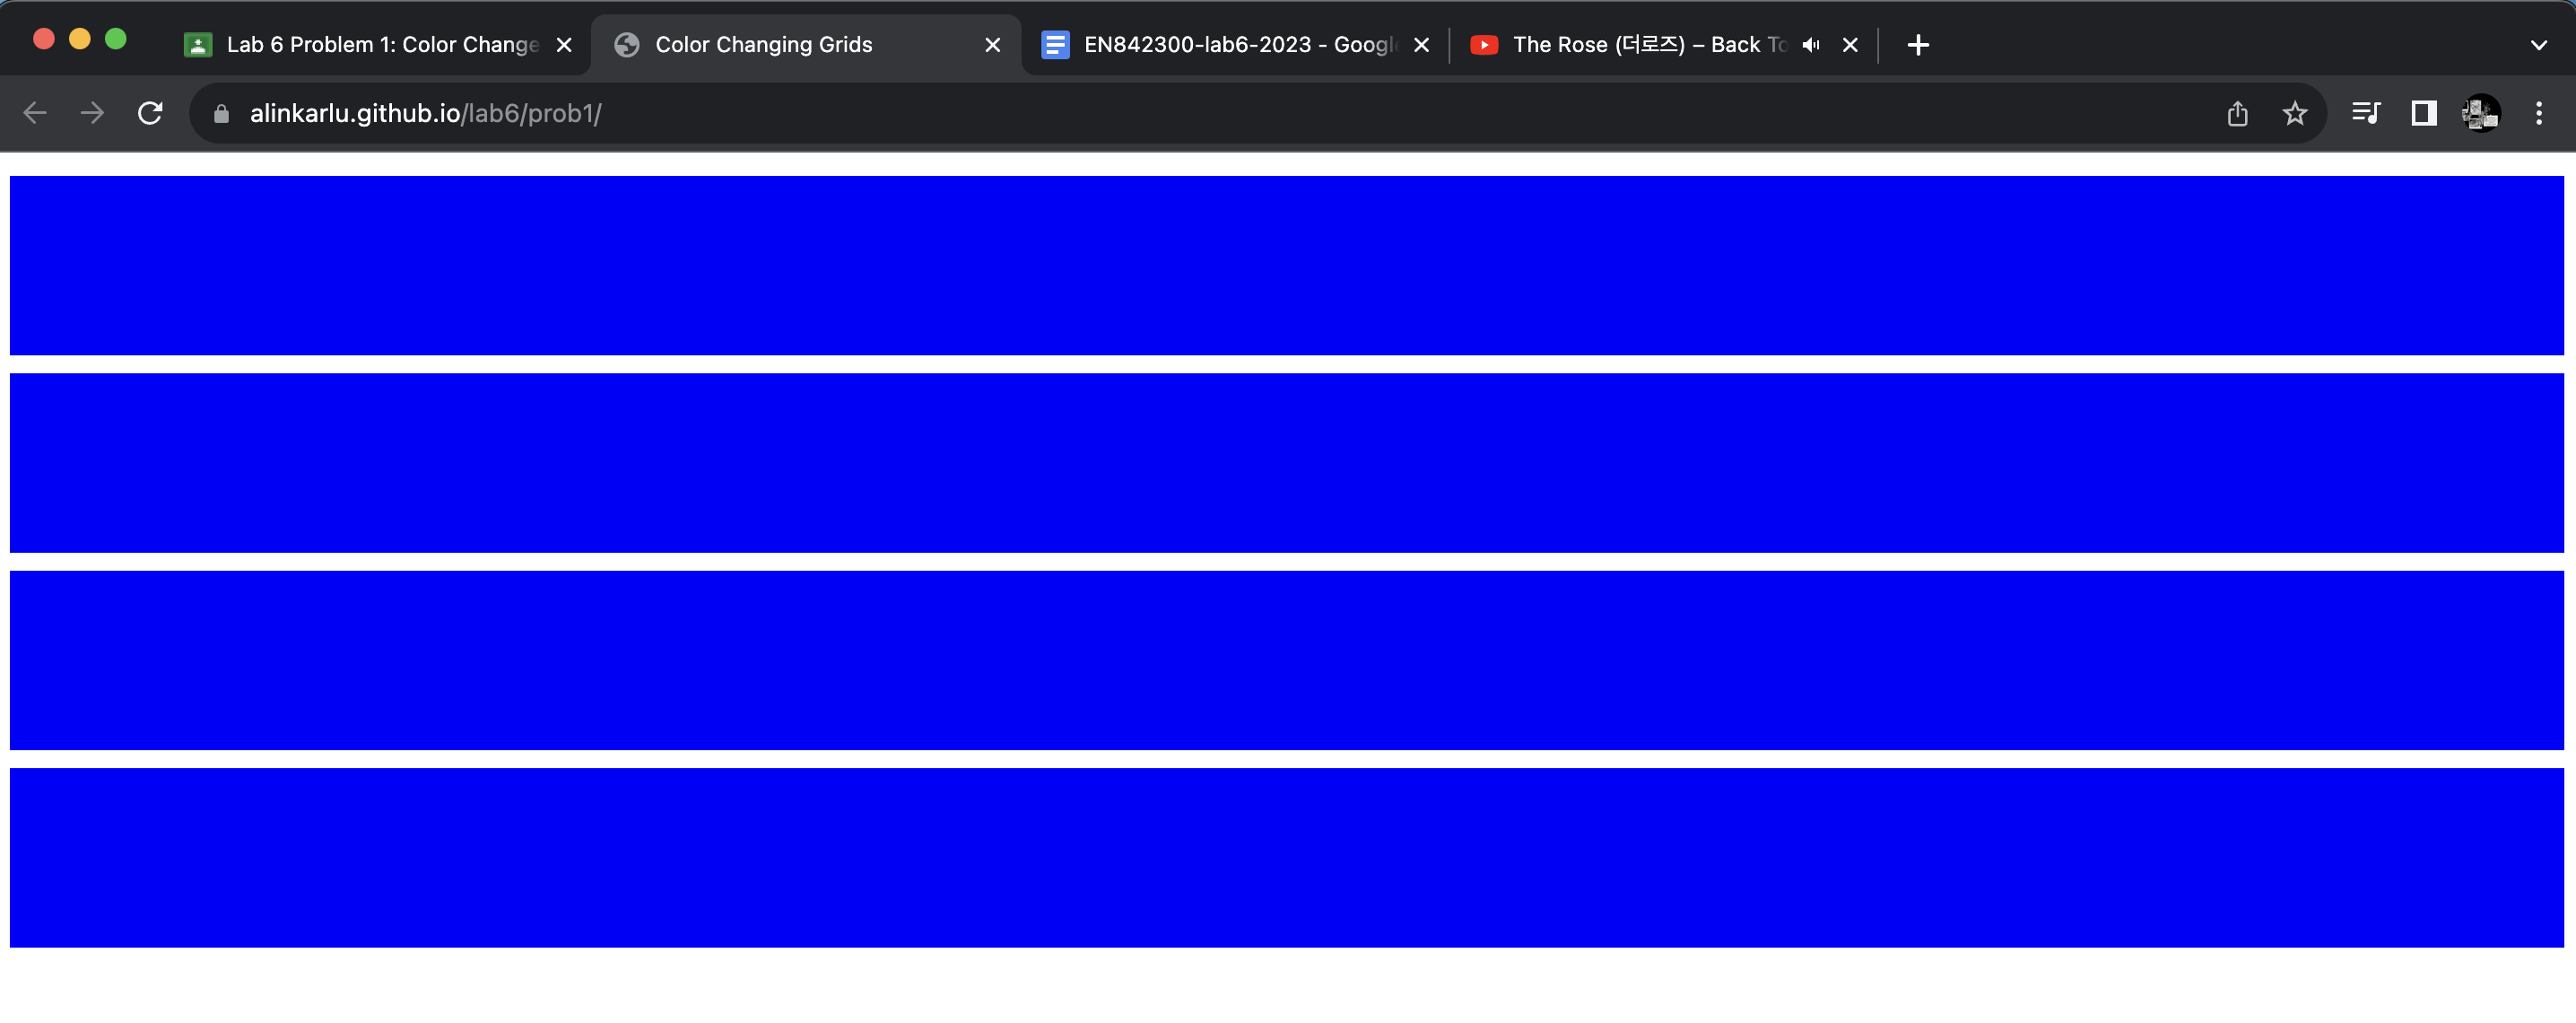 Lab 6 Problem 1: Color Change
Color Changing Grids
EN842300-lab6-2023 - Google
The Rose (더로즈) – Back To
alinkarlu.github.io/lab6/prob1/